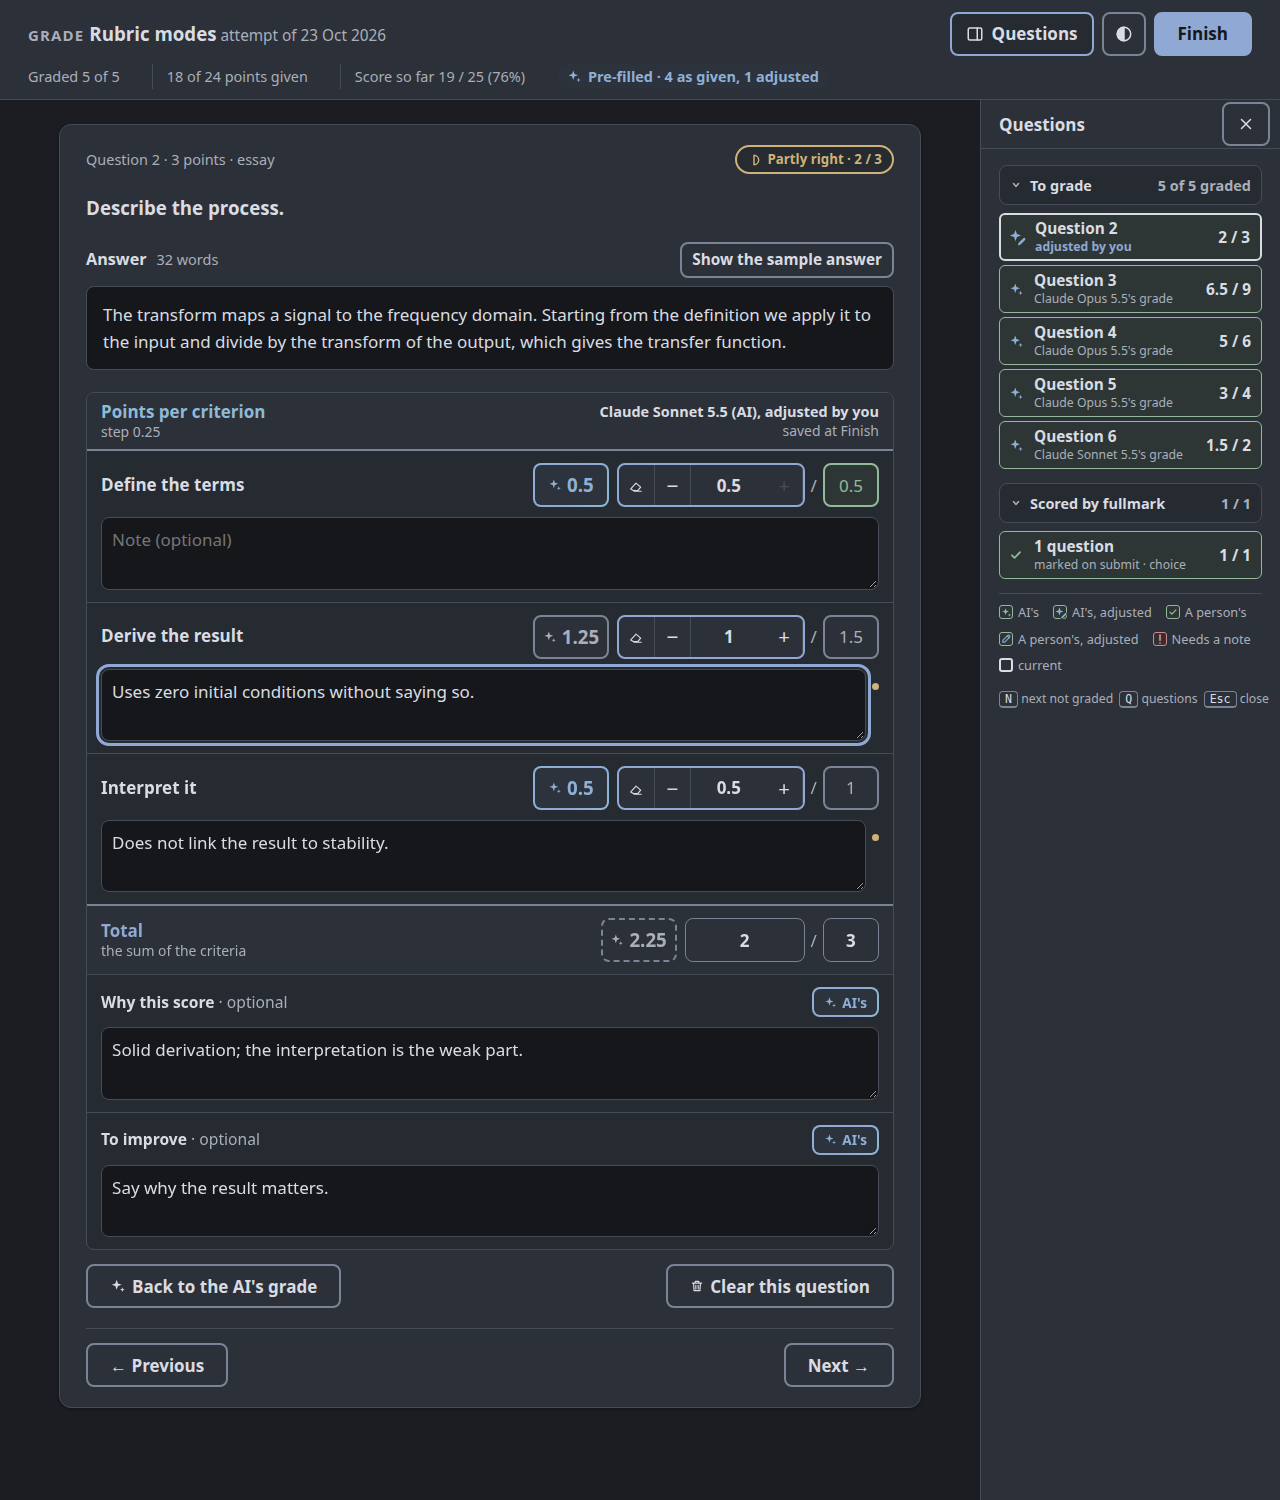 GRADE Rubric modes attempt of 23 Oct 2026
Questions
Finish
Graded 5 of 5
18 of 24 points given
Score so far 19 / 25 (76%)
Pre-filled · 4 as given, 1 adjusted
Question 2 · 3 points · essay
Partly right · 2 / 3
Describe the process.
Answer 32 words
Show the sample answer
The transform maps a signal to the frequency domain. Starting from the definition we apply it to
the input and divide by the transform of the output, which gives the transfer function.
Points per criterion
step 0.25
Claude Sonnet 5.5 (AI), adjusted by you
saved at Finish
Define the terms
0.5
− 0.5 +
/ 0.5
Note (optional)
Derive the result
1.25
− 1 +
/ 1.5
Uses zero initial conditions without saying so.
Interpret it
0.5
− 0.5 +
/ 1
Does not link the result to stability.
Total
the sum of the criteria
2.25
2
/ 3
Why this score · optional
AI's
Solid derivation; the interpretation is the weak part.
To improve · optional
AI's
Say why the result matters.
Back to the AI's grade
Clear this question
← Previous
Next →
Questions
To grade
5 of 5 graded
Question 2
adjusted by you
2 / 3
Question 3
Claude Opus 5.5's grade
6.5 / 9
Question 4
Claude Opus 5.5's grade
5 / 6
Question 5
Claude Opus 5.5's grade
3 / 4
Question 6
Claude Sonnet 5.5's grade
1.5 / 2
Scored by fullmark
1 / 1
1 question
marked on submit · choice
1 / 1
AI's
AI's, adjusted
A person's
A person's, adjusted
! Needs a note
current
N next not graded Q questions Esc close